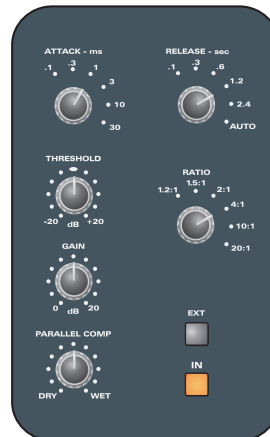 ATTACK - ms
.1 .3 1 3 10 30
RELEASE - sec
.1 .3 .6 1.2 2.4 AUTO
THRESHOLD
-20 dB +20
RATIO
1.2:1 1.5:1 2:1 4:1 10:1 20:1
GAIN
0 dB 20
EXT
PARALLEL COMP
DRY WET
IN